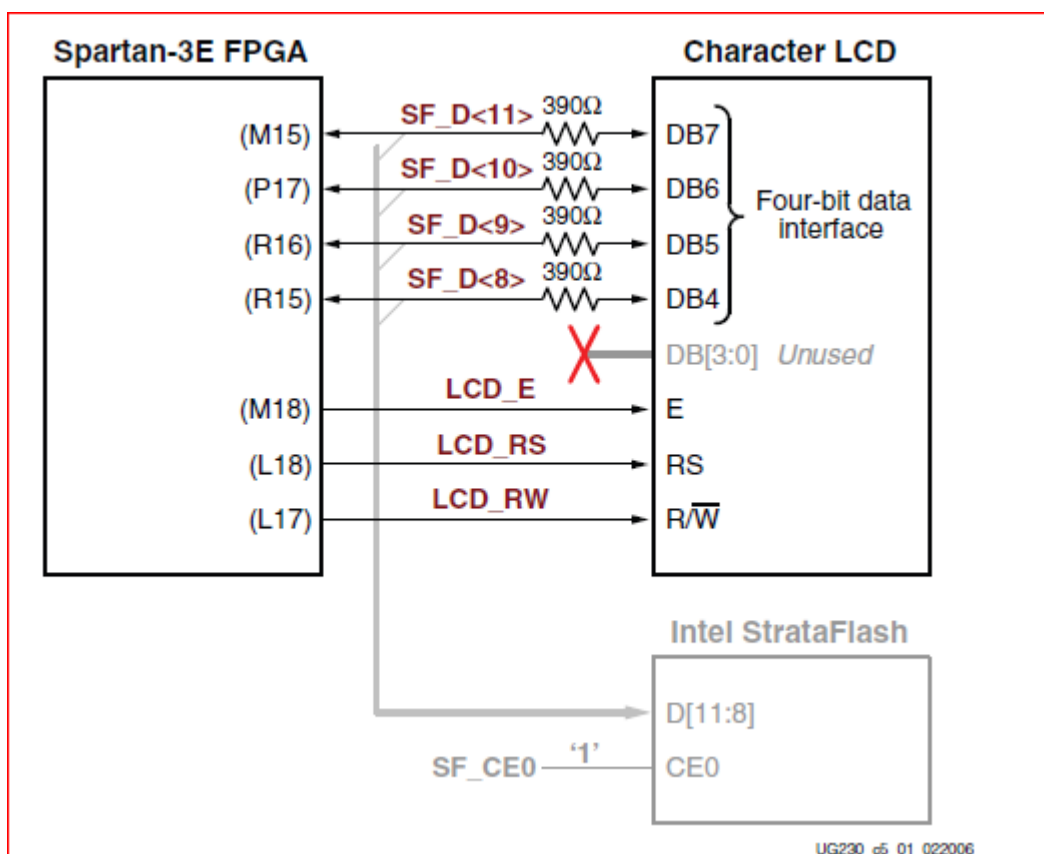 Spartan-3E FPGA
Character LCD
(M15) SF_D<11> 390Ω DB7
(P17) SF_D<10> 390Ω DB6
Four-bit data
interface
(R16) SF_D<9> 390Ω DB5
(R15) SF_D<8> 390Ω DB4
DB[3:0] Unused
(M18) LCD_E E
(L18) LCD_RS RS
(L17) LCD_RW R/W̅
Intel StrataFlash
D[11:8]
SF_CE0 ‘1’ CE0
UG230_c5_01_022006